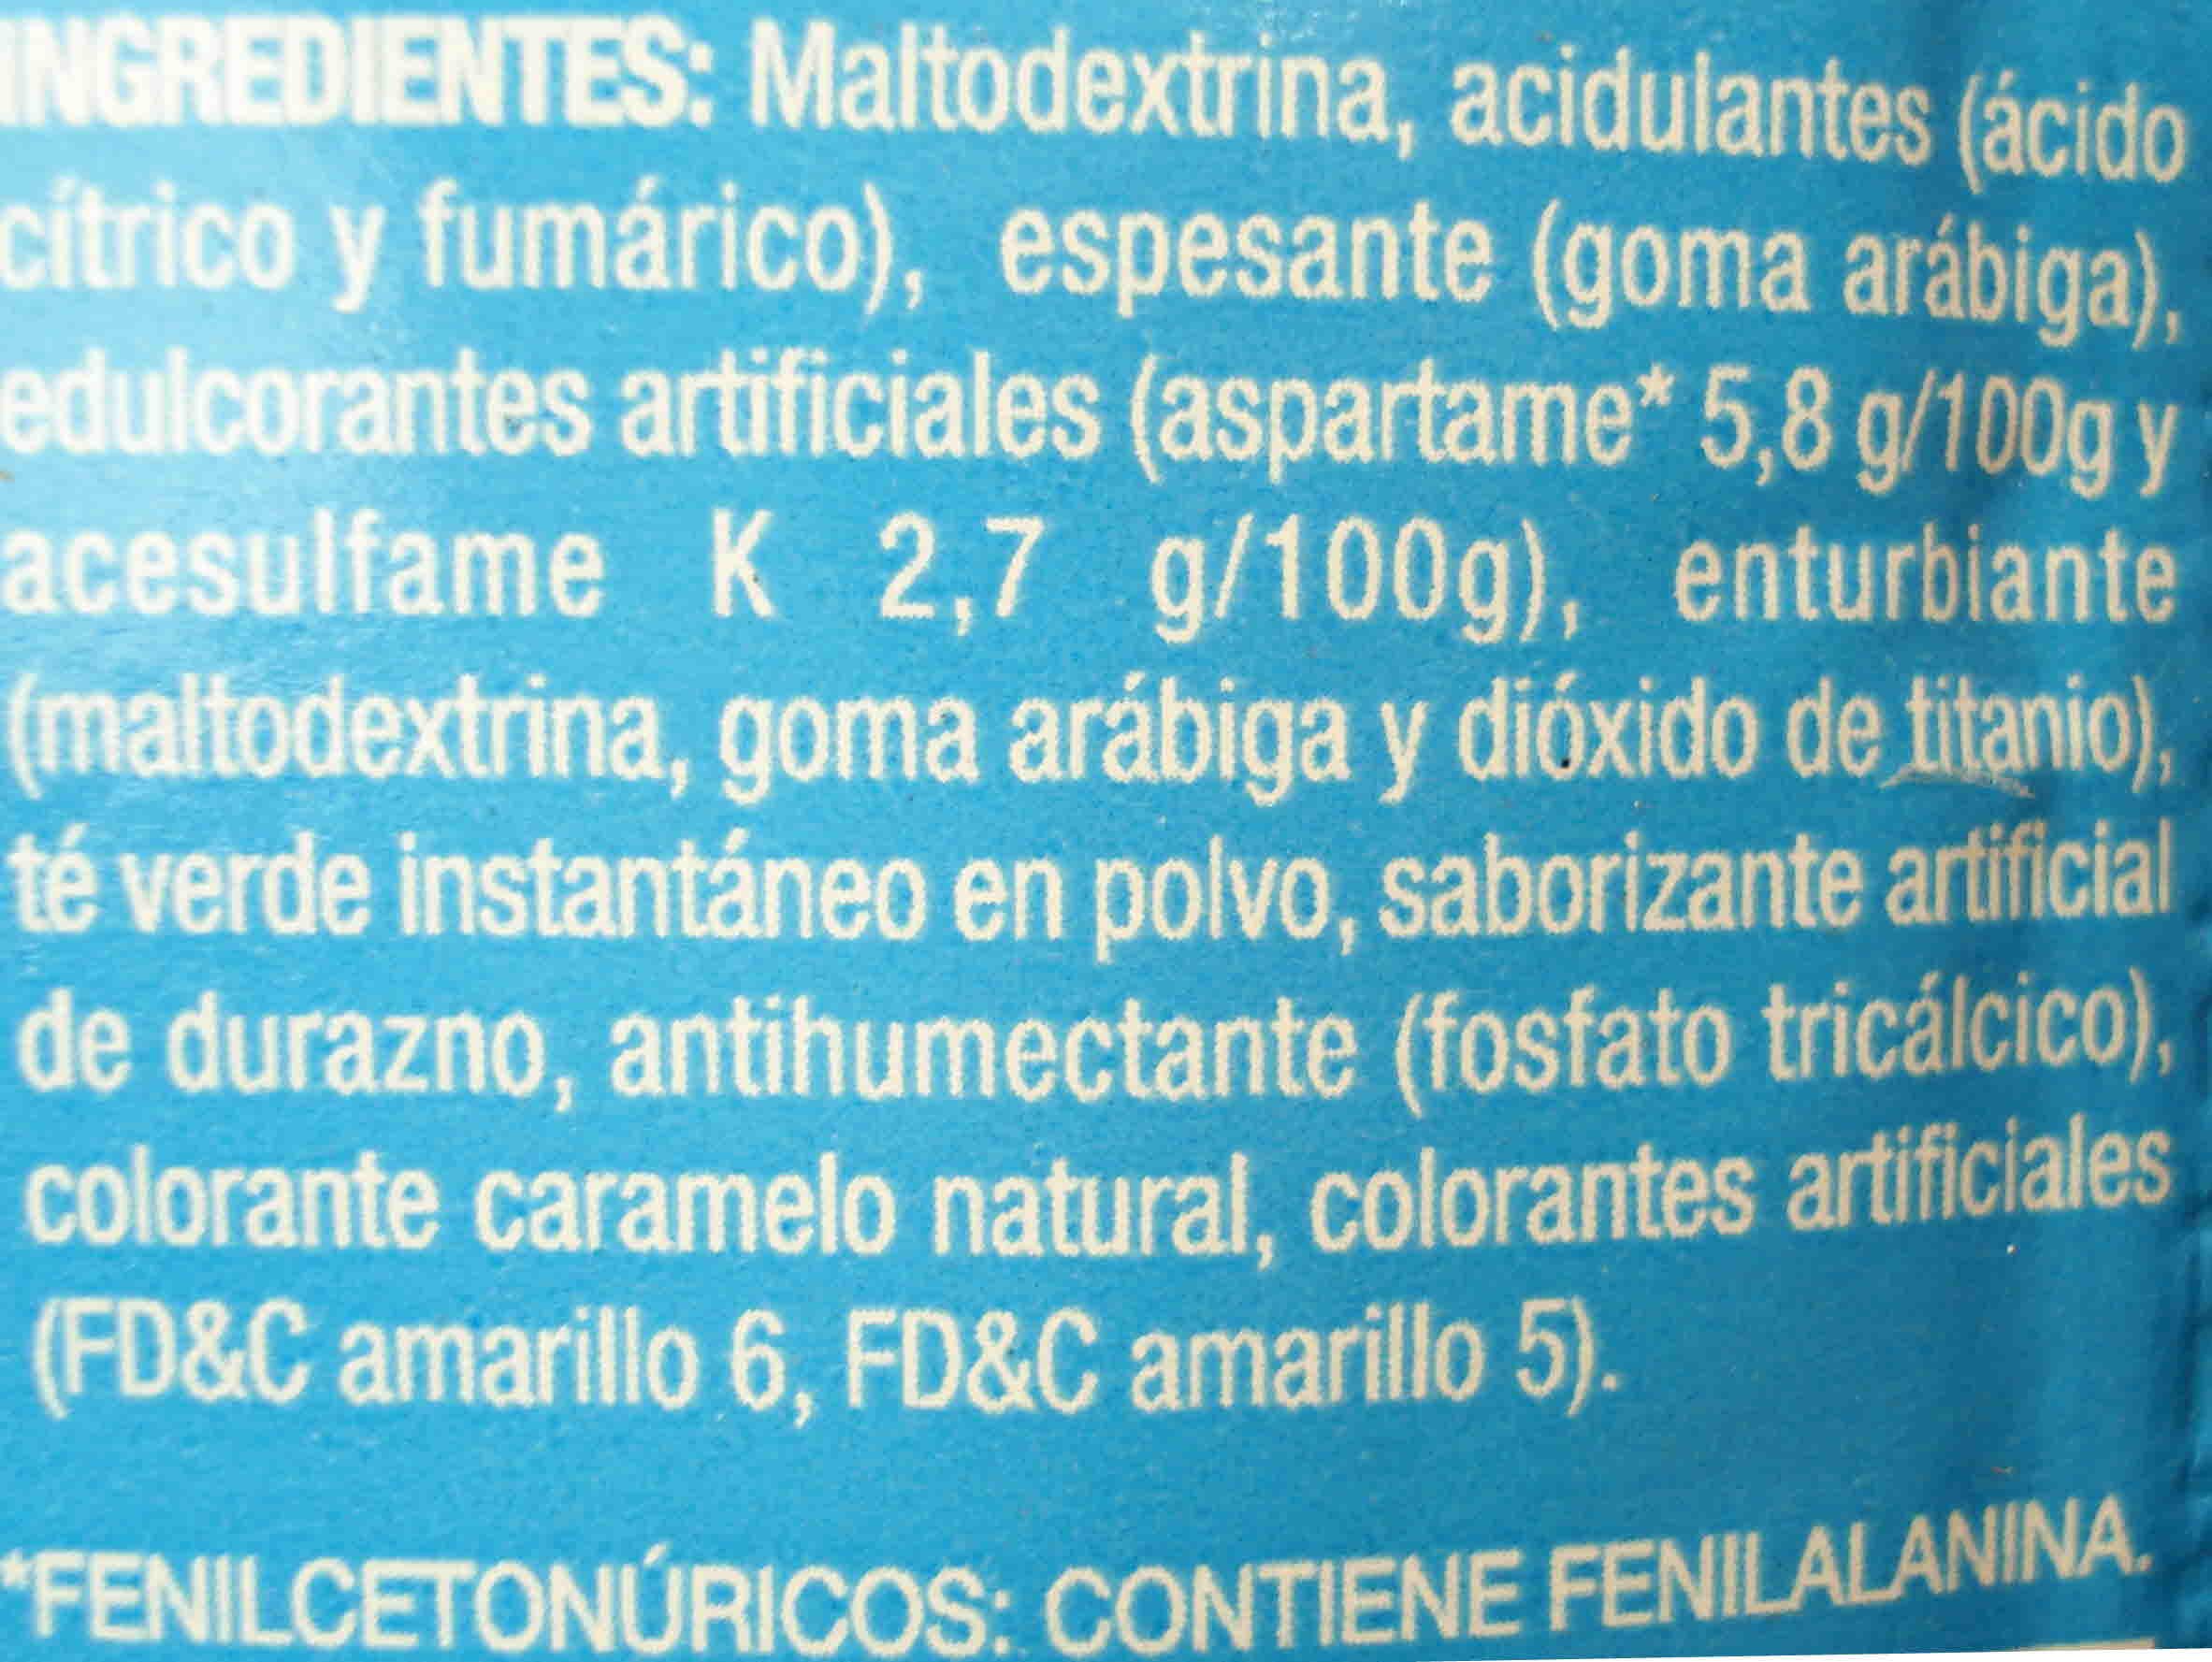 INGREDIENTES: Maltodextrina, acidulantes (ácido
cítrico y fumárico), espesante (goma arábiga),
edulcorantes artificiales (aspartame* 5,8 g/100g y
acesulfame K 2,7 g/100g), enturbiante
(maltodextrina, goma arábiga y dióxido de titanio),
té verde instantáneo en polvo, saborizante artificial
de durazno, antihumectante (fosfato tricálcico),
colorante caramelo natural, colorantes artificiales
(FD&C amarillo 6, FD&C amarillo 5).
*FENILCETONÚRICOS: CONTIENE FENILALANINA.